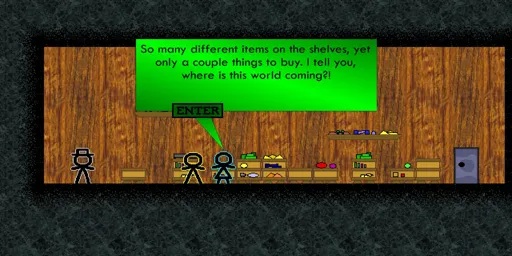 So many different items on the shelves, yet
only a couple things to buy. I tell you,
where is this world coming?!
ENTER